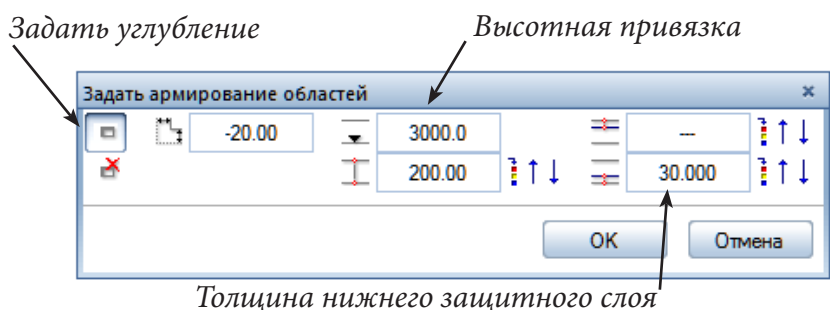 Задать углубление
Высотная привязка
Задать армирование областей
-20.00 3000.0 ---
200.00 30.000
OK Отмена
Толщина нижнего защитного слоя